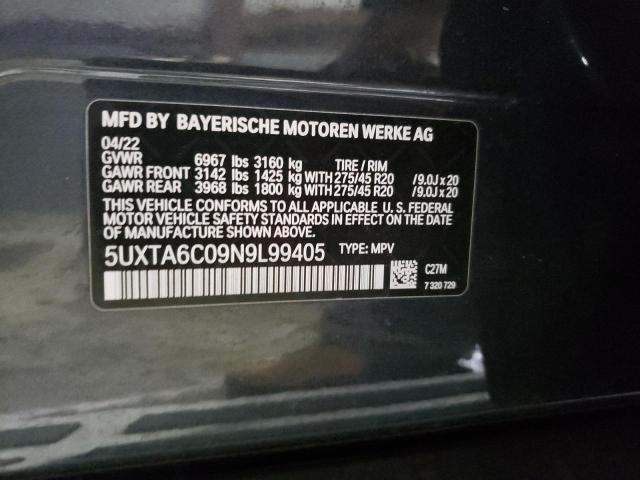 MFD BY BAYERISCHE MOTOREN WERKE AG
04/22
GVWR 6967 lbs 3160 kg TIRE / RIM
GAWR FRONT 3142 lbs 1425 kg WITH 275/45 R20 /9.0J x 20
GAWR REAR 3968 lbs 1800 kg WITH 275/45 R20 /9.0J x 20
THIS VEHICLE CONFORMS TO ALL APPLICABLE U. S. FEDERAL
MOTOR VEHICLE SAFETY STANDARDS IN EFFECT ON THE
DATE OF MANUFACTURE SHOWN ABOVE.
5UXTA6C09N9L99405 TYPE: MPV
C27M
7 320 729